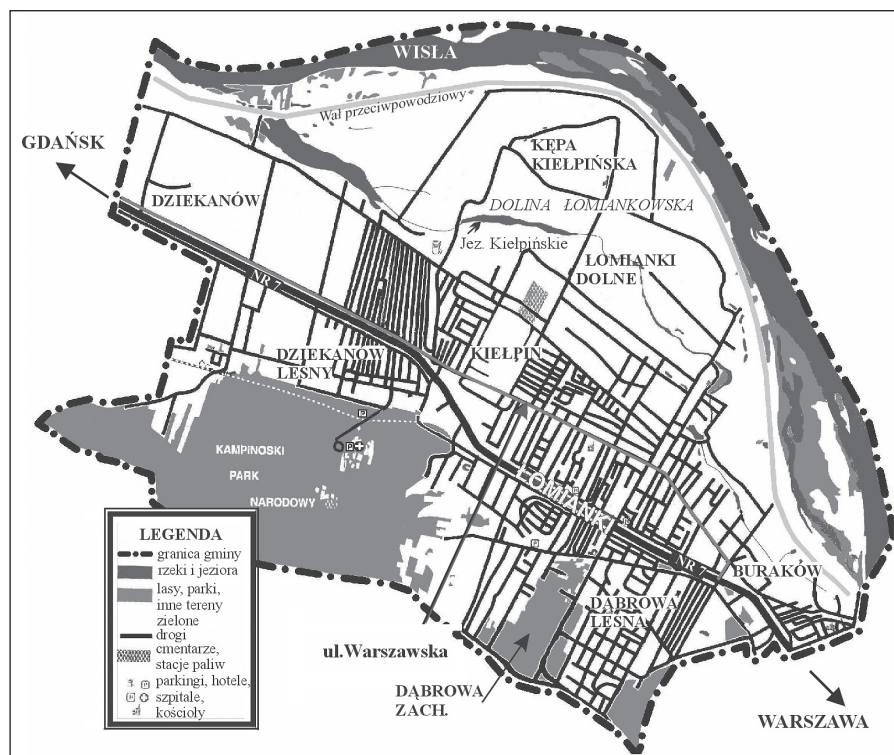 WISŁA
Wał przeciwpowodziowy
GDAŃSK
KĘPA
KIEŁPIŃSKA
DZIEKANÓW
DOLINA ŁOMIANKOWSKA
Jez. Kiełpińskie
ŁOMIANKI
DOLNE
NR 7
DZIEKANÓW
LEŚNY
KIEŁPIN
KAMPINOSKI
PARK
NARODOWY
ŁOMIANKI
NR 7
BURAKÓW
DĄBROWA
LEŚNA
ul.Warszawska
DĄBROWA
ZACH.
WARSZAWA
LEGENDA
granica gminy
rzeki i jeziora
lasy, parki,
inne tereny
zielone
drogi
cmentarze,
stacje paliw
parkingi, hotele,
szpitale,
kościoły
P
P
P
P
H